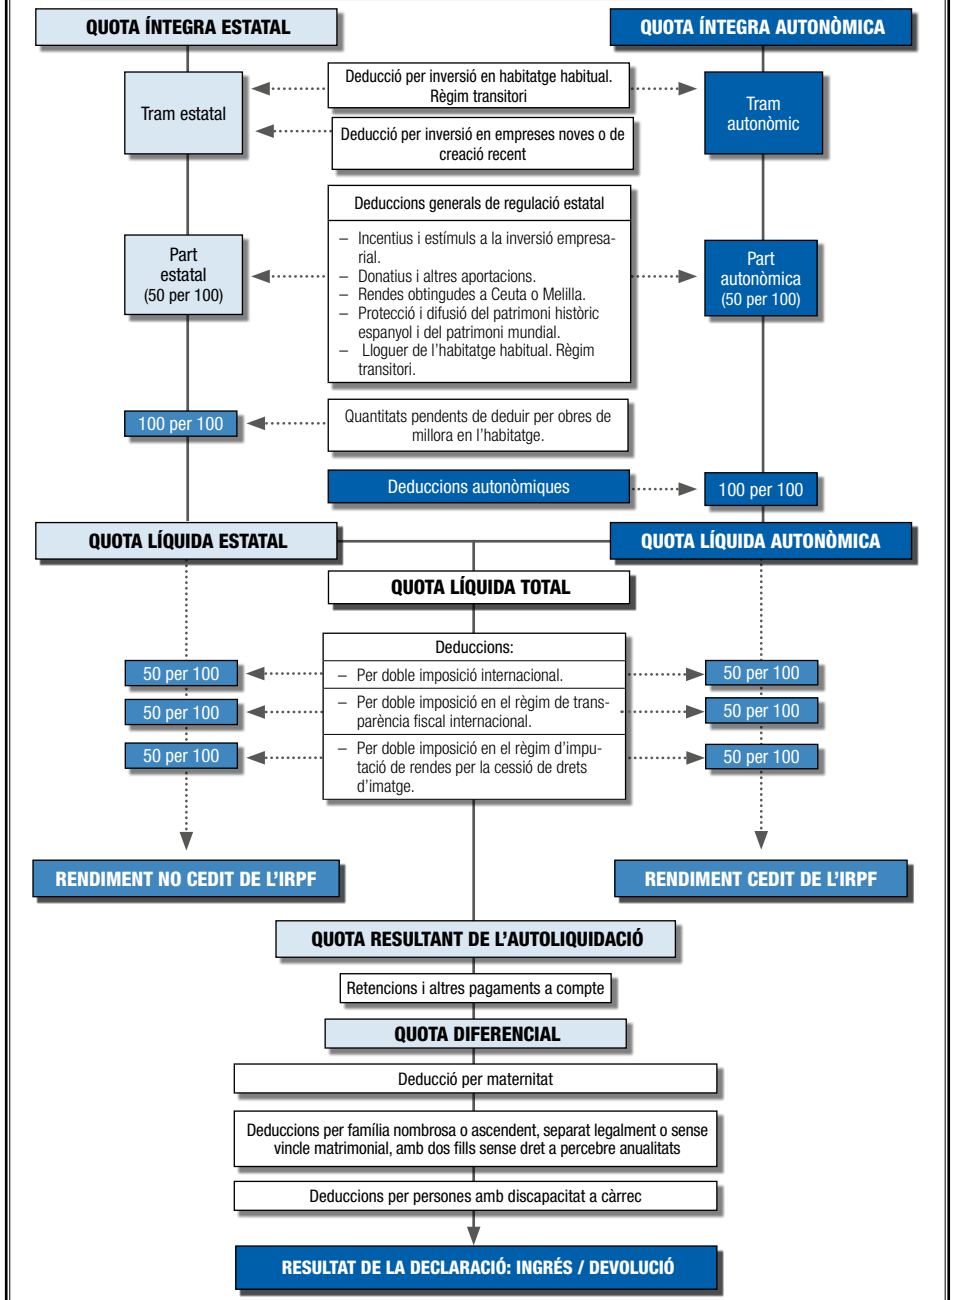 QUOTA ÍNTEGRA ESTATAL
QUOTA ÍNTEGRA AUTONÒMICA
Tram estatal
Deducció per inversió en habitatge habitual.
Règim transitori
Tram
autonòmic
Deducció per inversió en empreses noves o de
creació recent
Deduccions generals de regulació estatal
– Incentius i estímuls a la inversió empresa-
rial.
– Donatius i altres aportacions.
– Rendes obtingudes a Ceuta o Melilla.
– Protecció i difusió del patrimoni històric
espanyol i del patrimoni mundial.
– Lloguer de l’habitatge habitual. Règim
transitori.
Part
estatal
(50 per 100)
Part
autonòmica
(50 per 100)
100 per 100
Quantitats pendents de deduir per obres de
millora en l’habitatge.
Deduccions autonòmiques
100 per 100
QUOTA LÍQUIDA ESTATAL
QUOTA LÍQUIDA AUTONÒMICA
QUOTA LÍQUIDA TOTAL
Deduccions:
50 per 100
– Per doble imposició internacional.
50 per 100
50 per 100
– Per doble imposició en el règim de trans-
parència fiscal internacional.
50 per 100
50 per 100
– Per doble imposició en el règim d’impu-
tació de rendes per la cessió de drets
d’imatge.
50 per 100
RENDIMENT NO CEDIT DE L’IRPF
RENDIMENT CEDIT DE L’IRPF
QUOTA RESULTANT DE L’AUTOLIQUIDACIÓ
Retencions i altres pagaments a compte
QUOTA DIFERENCIAL
Deducció per maternitat
Deduccions per família nombrosa o ascendent, separat legalment o sense
vincle matrimonial, amb dos fills sense dret a percebre anualitats
Deduccions per persones amb discapacitat a càrrec
RESULTAT DE LA DECLARACIÓ: INGRÉS / DEVOLUCIÓ